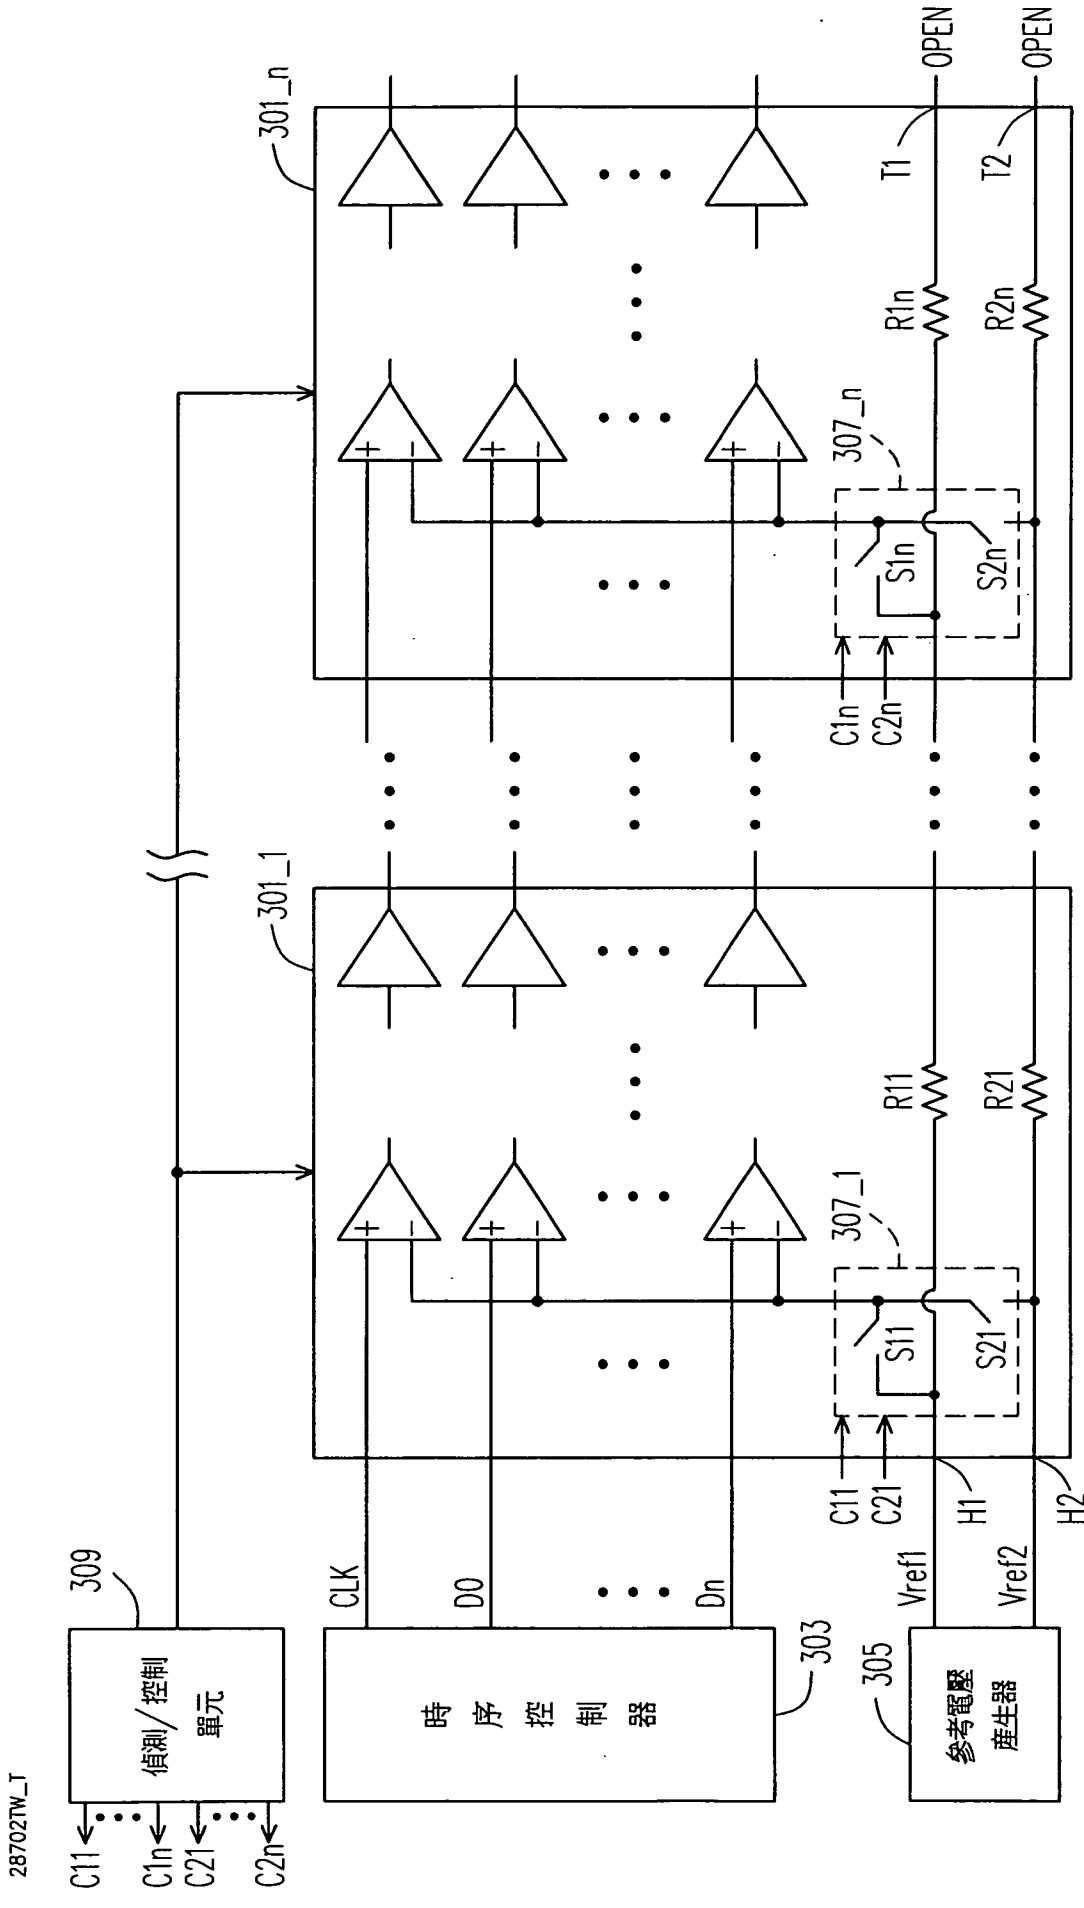 28702TW_T
C11
C1n
C21
C2n
偵測/控制
單元
309
時序控制器
303
CLK
D0
Dn
參考電壓
產生器
305
Vref1
Vref2
H1
H2
C11
C21
301_1
307_1
S11
S21
R11
R21
C1n
C2n
301_n
307_n
S1n
S2n
R1n
R2n
T1
T2
OPEN
OPEN